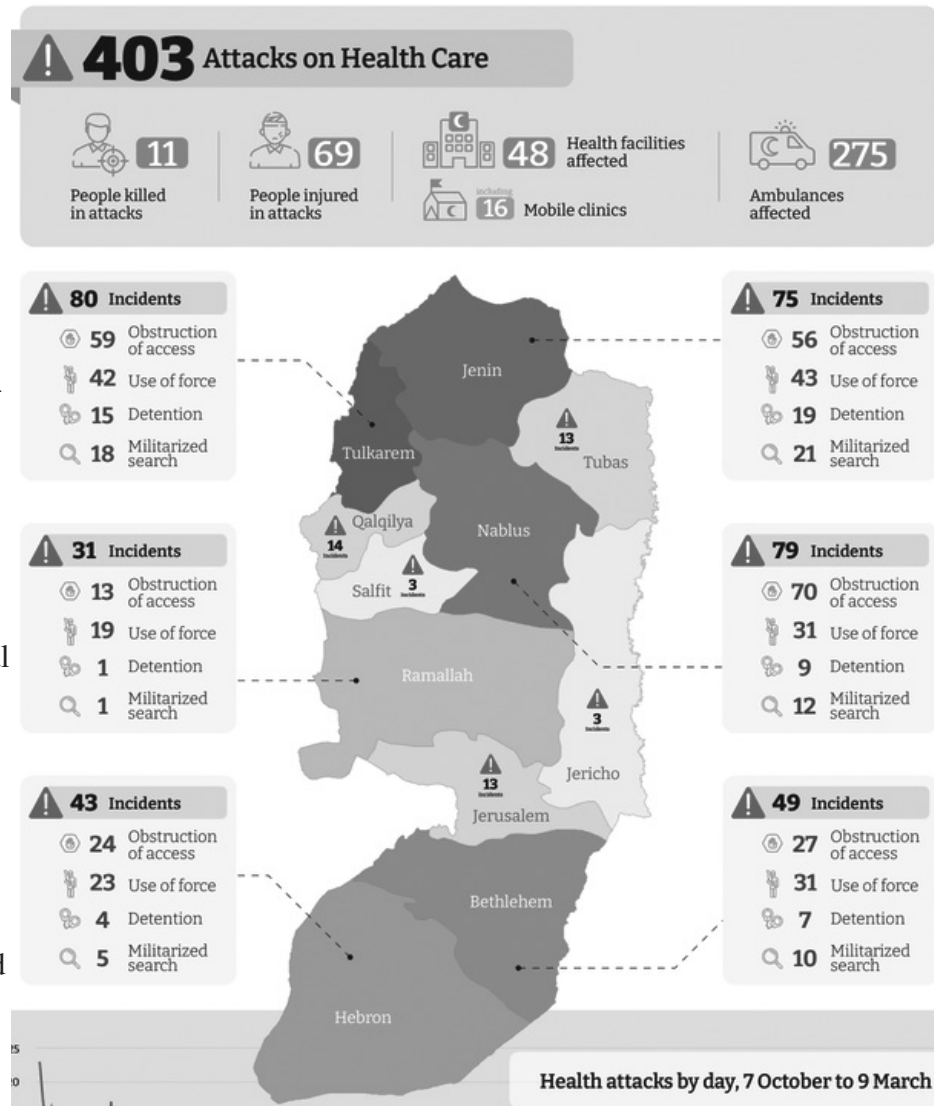 403 Attacks on Health Care
11
People killed
in attacks
69
People injured
in attacks
48 Health facilities
affected
including
16 Mobile clinics
275
Ambulances
affected
80 Incidents
59 Obstruction
of access
42 Use of force
15 Detention
18 Militarized
search
75 Incidents
56 Obstruction
of access
43 Use of force
19 Detention
21 Militarized
search
Jenin
Tulkarem
13
Incidents
Tubas
Qalqilya
14
Incidents
Nablus
Salfit
3
Incidents
31 Incidents
13 Obstruction
of access
19 Use of force
1 Detention
1 Militarized
search
79 Incidents
70 Obstruction
of access
31 Use of force
9 Detention
12 Militarized
search
Ramallah
3
Incidents
Jericho
13
Incidents
Jerusalem
43 Incidents
24 Obstruction
of access
23 Use of force
4 Detention
5 Militarized
search
49 Incidents
27 Obstruction
of access
31 Use of force
7 Detention
10 Militarized
search
Bethlehem
Hebron
Health attacks by day, 7 October to 9 March